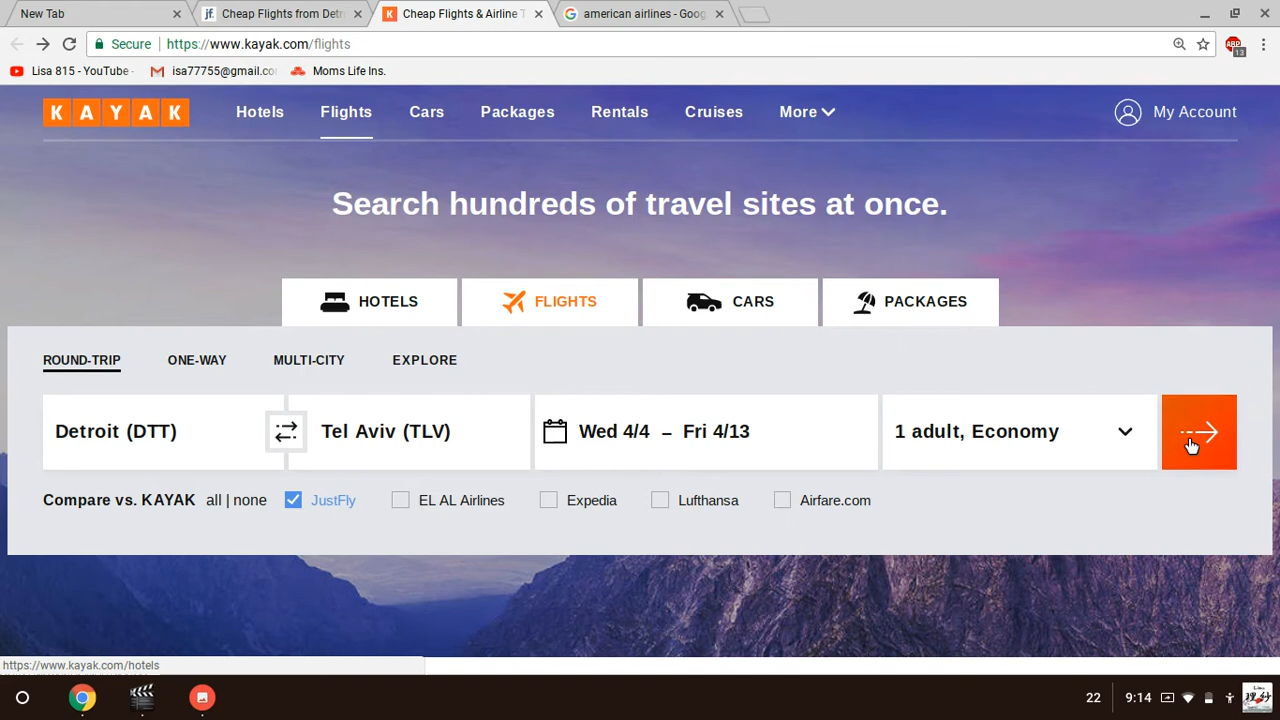 New Tab
Cheap Flights from Detr
Cheap Flights & Airline T
american airlines - Goog
Secure https://www.kayak.com/flights
ABP
13
Lisa 815 - YouTube -
isa77755@gmail.co
Moms Life Ins.
KAYAK
Hotels
Flights
Cars
Packages
Rentals
Cruises
More
My Account
Search hundreds of travel sites at once.
HOTELS
FLIGHTS
CARS
PACKAGES
ROUND-TRIP
ONE-WAY
MULTI-CITY
EXPLORE
Detroit (DTT)
Tel Aviv (TLV)
Wed 4/4 – Fri 4/13
1 adult, Economy
Compare vs. KAYAK all | none
JustFly
EL AL Airlines
Expedia
Lufthansa
Airfare.com
https://www.kayak.com/hotels
22
9:14